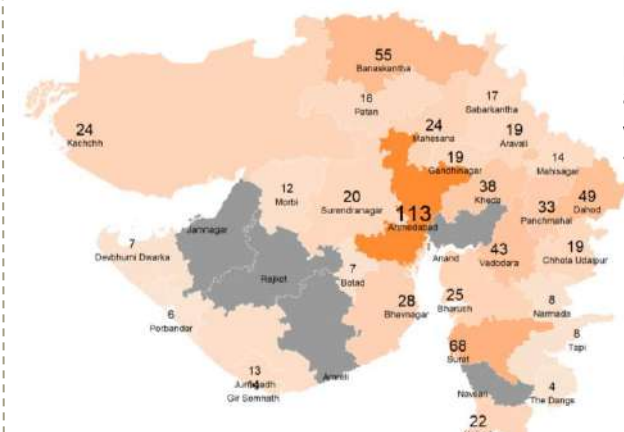 55
Banaskantha
16
Patan
17
Sabarkantha
24
Mahesana
19
Aravali
24
Kachchh
19
Gandhinagar
14
Mahisagar
12
Morbi
20
Surendranagar
38
Kheda
49
Dahod
33
Panchmahal
113
Ahmedabad
Jamnagar
7
Devbhumi Dwarka
Rajkot
7
Botad
Anand
43
Vadodara
19
Chhota Udaipur
6
Porbandar
28
Bhavnagar
25
Bharuch
8
Narmada
8
Tapi
68
Surat
13
Junagadh
Gir Somnath
Amreli
Navsari
4
The Dangs
22